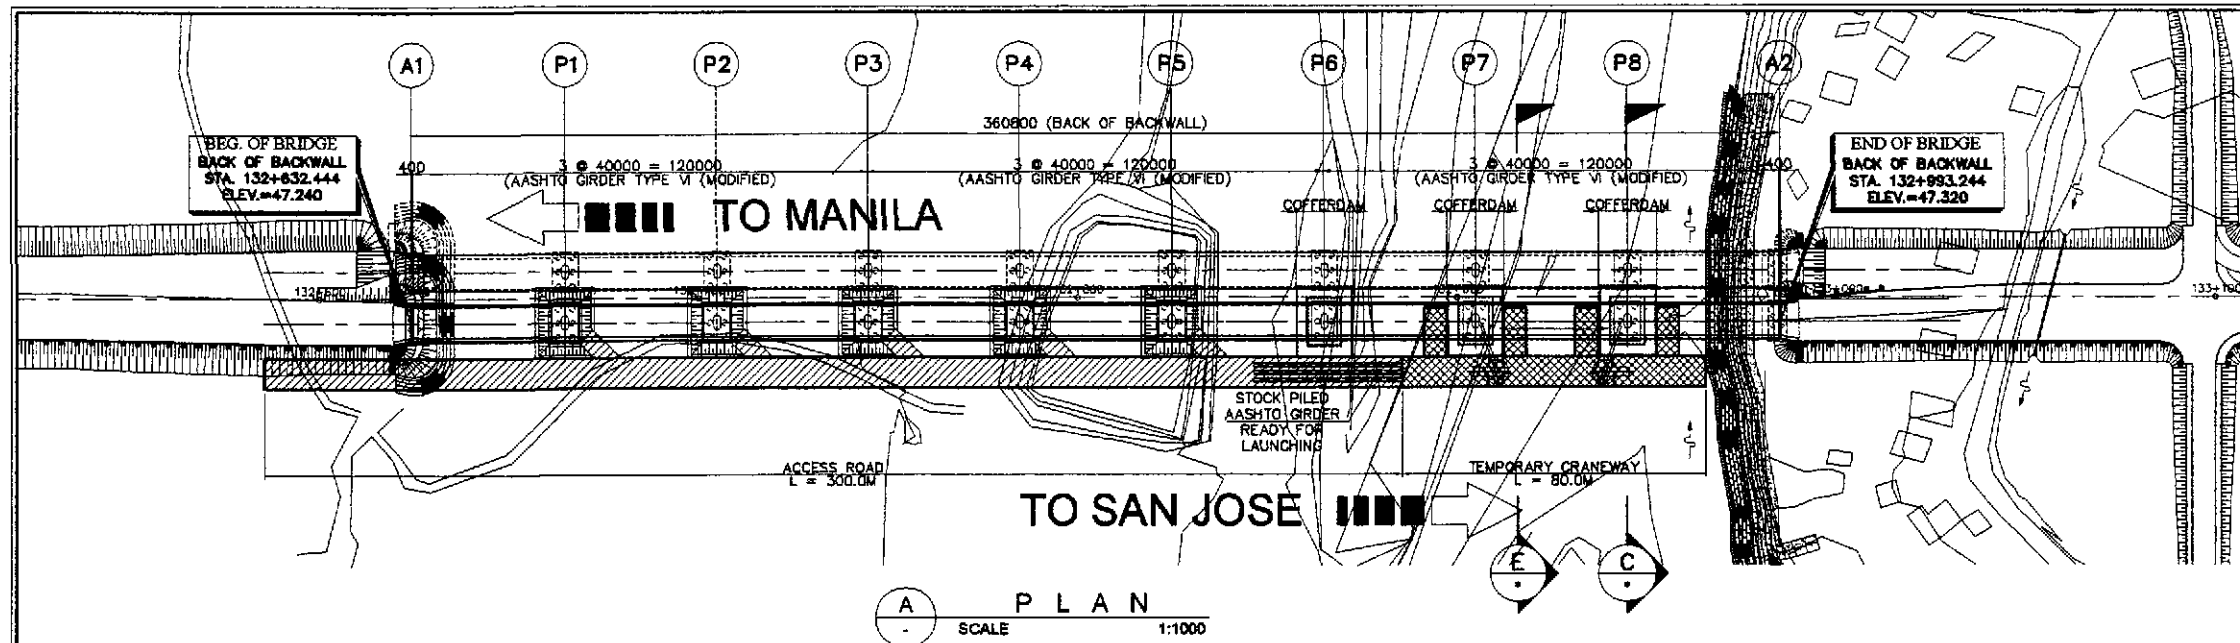 A1 P1 P2 P3 P4 P5 P6 P7 P8 A2
360800 (BACK OF BACKWALL)
BEG. OF BRIDGE
BACK OF BACKWALL
STA. 132+632.444
ELEV.=47.240
400
3 @ 40000 = 120000
(AASHTO GIRDER TYPE VI (MODIFIED)
3 @ 40000 = 120000
(AASHTO GIRDER TYPE VI (MODIFIED)
3 @ 40000 = 120000
(AASHTO GIRDER TYPE VI (MODIFIED)
400
END OF BRIDGE
BACK OF BACKWALL
STA. 132+993.244
ELEV.=47.320
TO MANILA
COFFERDAM
COFFERDAM
COFFERDAM
133+100
STOCK PILED
AASHTO GIRDER
READY FOR
LAUNCHING
ACCESS ROAD
L = 300.0M
TEMPORARY CRANEWAY
L = 80.0M
TO SAN JOSE
E
C
A
-
PLAN
SCALE 1:1000